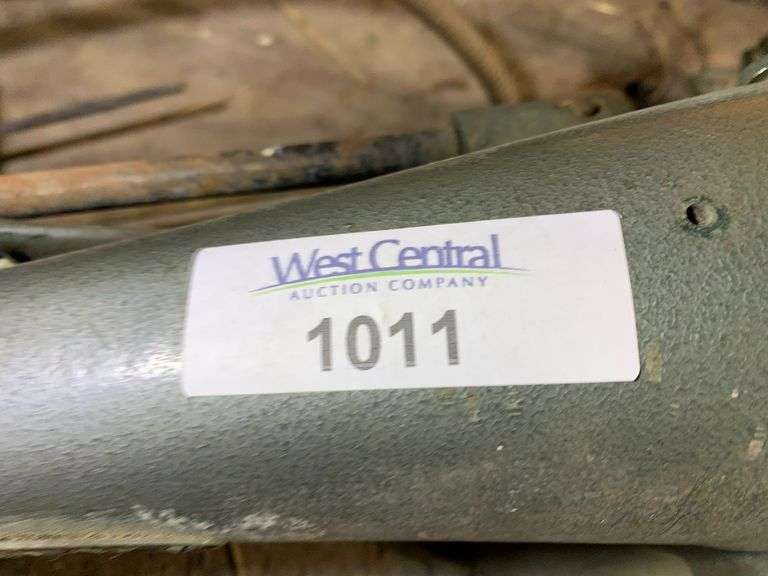 West Central
AUCTION COMPANY
1011